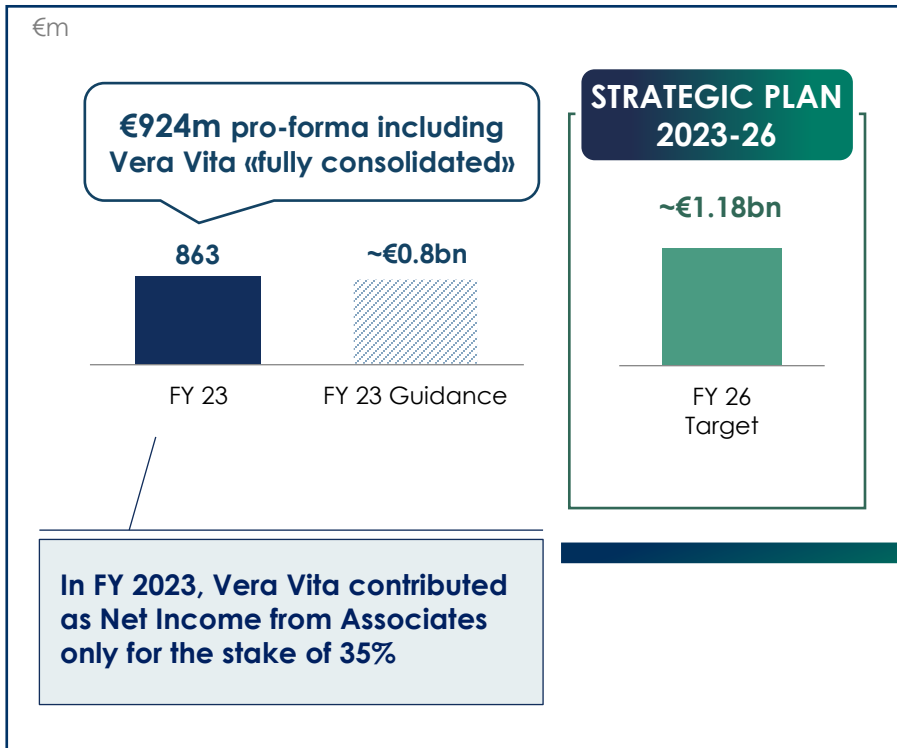 €m
€924m pro-forma including
Vera Vita «fully consolidated»
863
~€0.8bn
FY 23
FY 23 Guidance
STRATEGIC PLAN
2023-26
~€1.18bn
FY 26
Target
In FY 2023, Vera Vita contributed
as Net Income from Associates
only for the stake of 35%